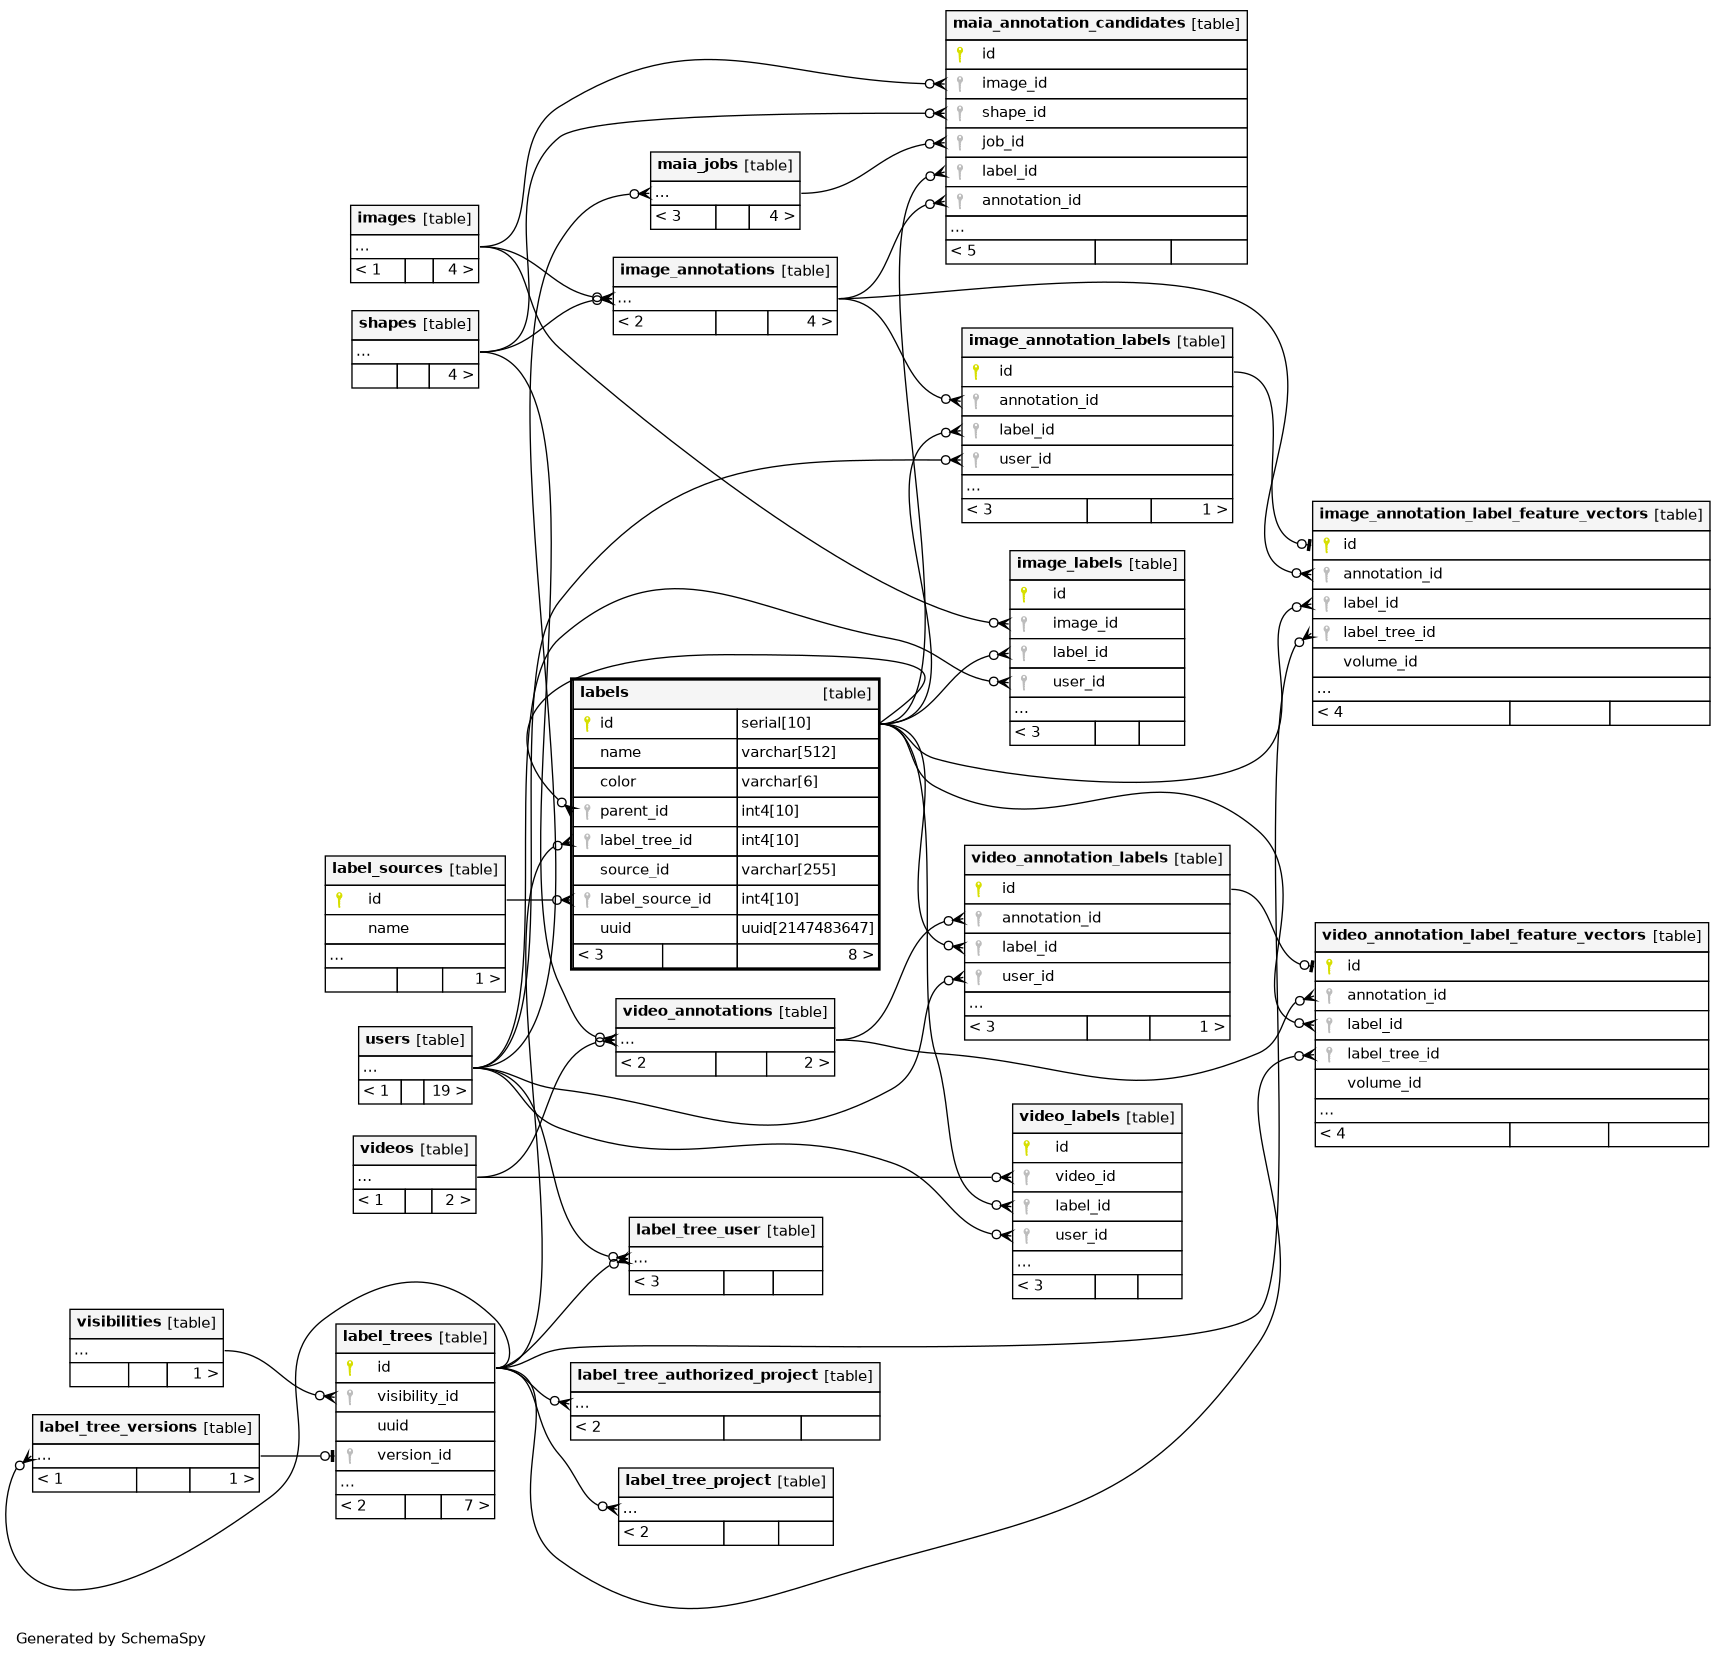 maia_annotation_candidates [table]
id
image_id
shape_id
job_id
label_id
annotation_id
...
< 5
maia_jobs [table]
...
< 3 4 >
images [table]
...
< 1 4 >
image_annotations [table]
...
< 2 4 >
shapes [table]
...
4 >
image_annotation_labels [table]
id
annotation_id
label_id
user_id
...
< 3 1 >
image_annotation_label_feature_vectors [table]
id
annotation_id
label_id
label_tree_id
volume_id
...
< 4
image_labels [table]
id
image_id
label_id
user_id
...
< 3
labels [table]
id serial[10]
name varchar[512]
color varchar[6]
parent_id int4[10]
label_tree_id int4[10]
source_id varchar[255]
label_source_id int4[10]
uuid uuid[2147483647]
< 3 8 >
label_sources [table]
id
name
...
1 >
video_annotation_labels [table]
id
annotation_id
label_id
user_id
...
< 3 1 >
video_annotation_label_feature_vectors [table]
id
annotation_id
label_id
label_tree_id
volume_id
...
< 4
video_annotations [table]
...
< 2 2 >
users [table]
...
< 1 19 >
videos [table]
...
< 1 2 >
video_labels [table]
id
video_id
label_id
user_id
...
< 3
label_tree_user [table]
...
< 3
visibilities [table]
...
1 >
label_trees [table]
id
visibility_id
uuid
version_id
...
< 2 7 >
label_tree_authorized_project [table]
...
< 2
label_tree_versions [table]
...
< 1 1 >
label_tree_project [table]
...
< 2
Generated by SchemaSpy